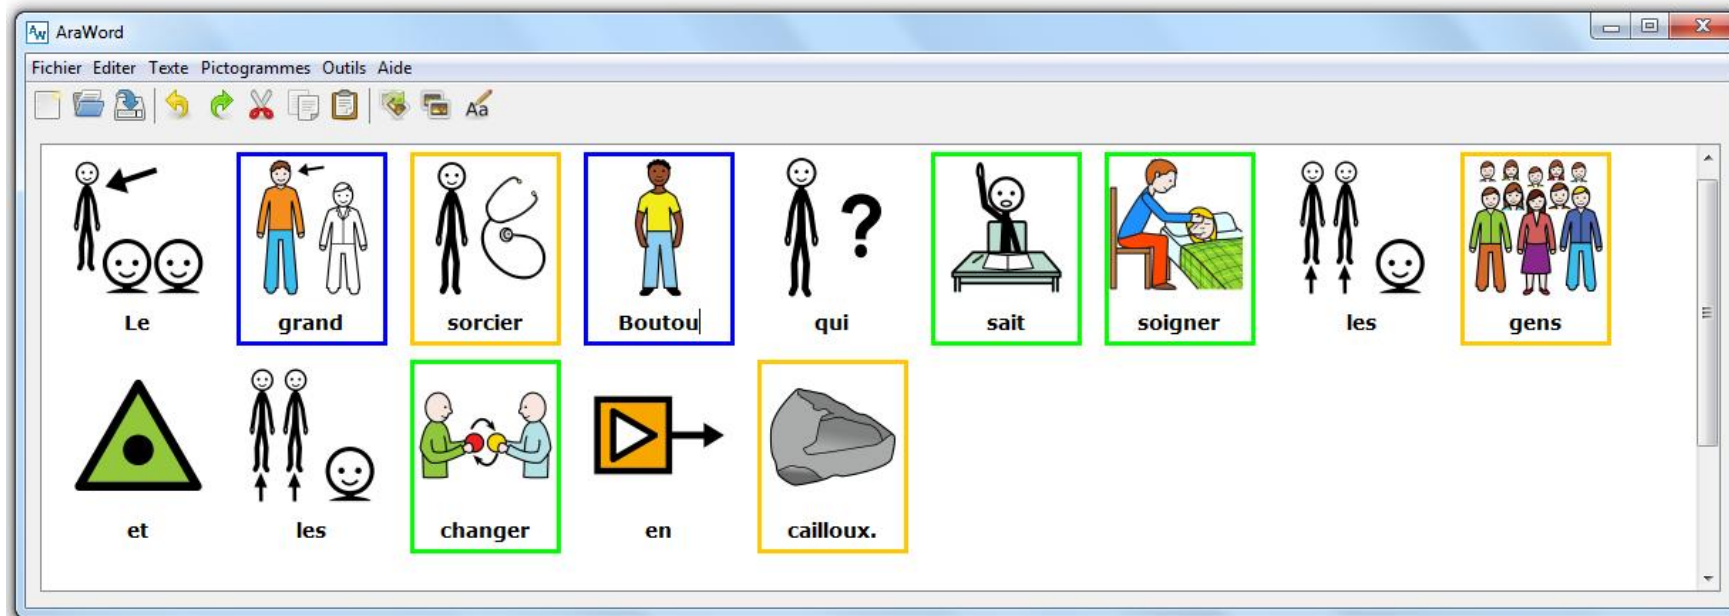 AraWord
Fichier Editer Texte Pictogrammes Outils Aide
Le grand sorcier Boutou qui sait soigner les gens
et les changer en cailloux.